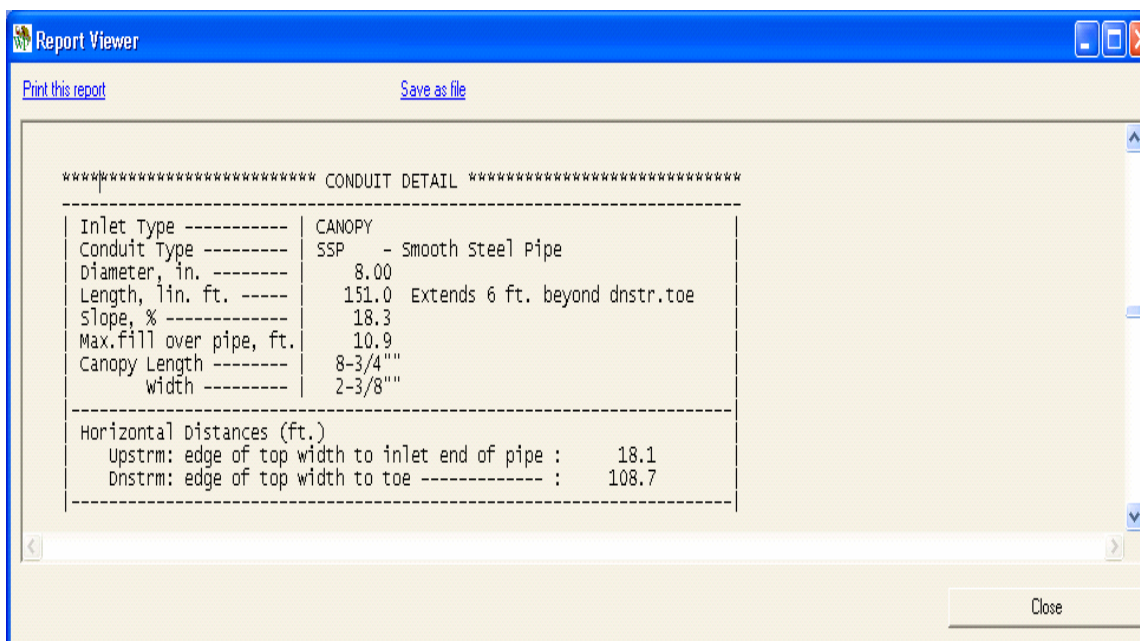 Report Viewer
Print this report Save as file
*************************** CONDUIT DETAIL *****************************
------------------------------------------------------------------------
| Inlet Type ----------- | CANOPY |
| Conduit Type --------- | SSP - Smooth Steel Pipe |
| Diameter, in. -------- | 8.00 |
| Length, lin. ft. ----- | 151.0 Extends 6 ft. beyond dnstr.toe |
| Slope, % ------------- | 18.3 |
| Max.fill over pipe, ft.| 10.9 |
| Canopy Length -------- | 8-3/4"" |
| Width --------- | 2-3/8"" |
|----------------------------------------------------------------------|
| Horizontal Distances (ft.) |
| Upstrm: edge of top width to inlet end of pipe : 18.1 |
| Dnstrm: edge of top width to toe ------------- : 108.7 |
|----------------------------------------------------------------------|
Close